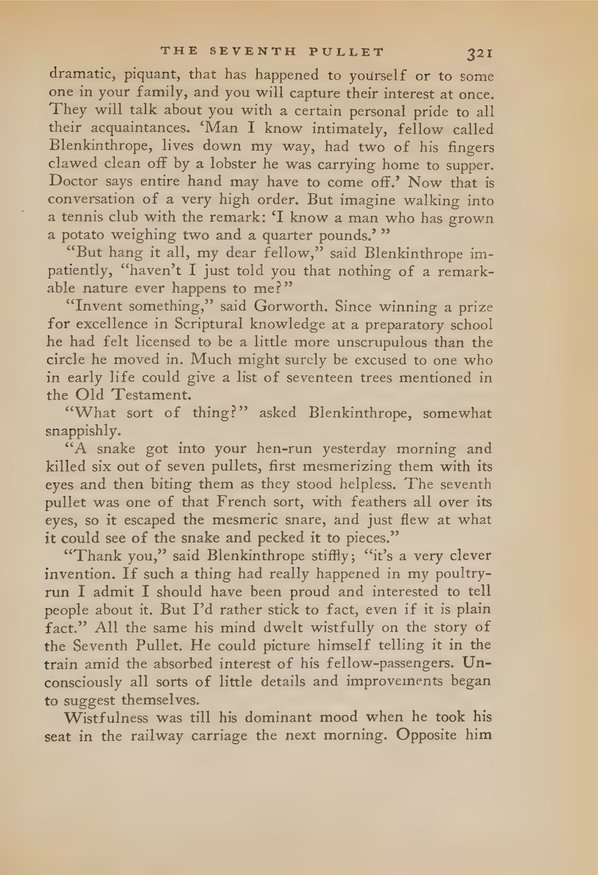 THE SEVENTH PULLET 321
dramatic, piquant, that has happened to yourself or to some
one in your family, and you will capture their interest at once.
They will talk about you with a certain personal pride to all
their acquaintances. ‘Man I know intimately, fellow called
Blenkinthrope, lives down my way, had two of his fingers
clawed clean off by a lobster he was carrying home to supper.
Doctor says entire hand may have to come off.’ Now that is
conversation of a very high order. But imagine walking into
a tennis club with the remark: ‘I know a man who has grown
a potato weighing two and a quarter pounds.’ ”
“But hang it all, my dear fellow,” said Blenkinthrope im-
patiently, “haven’t I just told you that nothing of a remark-
able nature ever happens to me?”
“Invent something,” said Gorworth. Since winning a prize
for excellence in Scriptural knowledge at a preparatory school
he had felt licensed to be a little more unscrupulous than the
circle he moved in. Much might surely be excused to one who
in early life could give a list of seventeen trees mentioned in
the Old Testament.
“What sort of thing?” asked Blenkinthrope, somewhat
snappishly.
“A snake got into your hen-run yesterday morning and
killed six out of seven pullets, first mesmerizing them with its
eyes and then biting them as they stood helpless. The seventh
pullet was one of that French sort, with feathers all over its
eyes, so it escaped the mesmeric snare, and just flew at what
it could see of the snake and pecked it to pieces.”
“Thank you,” said Blenkinthrope stiffly; “it’s a very clever
invention. If such a thing had really happened in my poultry-
run I admit I should have been proud and interested to tell
people about it. But I’d rather stick to fact, even if it is plain
fact.” All the same his mind dwelt wistfully on the story of
the Seventh Pullet. He could picture himself telling it in the
train amid the absorbed interest of his fellow-passengers. Un-
consciously all sorts of little details and improvements began
to suggest themselves.
Wistfulness was till his dominant mood when he took his
seat in the railway carriage the next morning. Opposite him